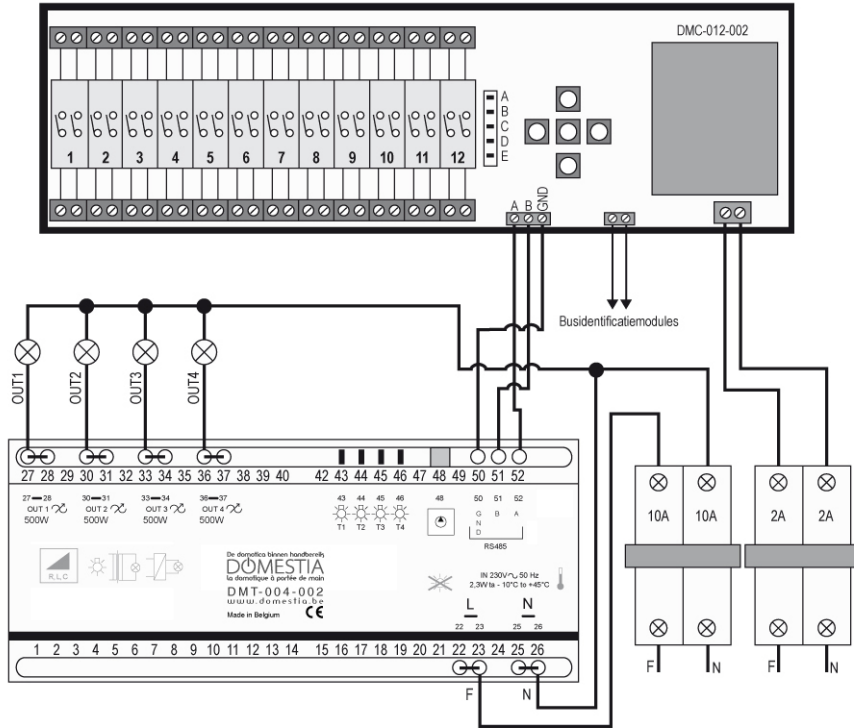 DMC-012-002
A
B
C
D
E
1 2 3 4 5 6 7 8 9 10 11 12
A B GND
Busidentificatiemodules
OUT1 OUT2 OUT3 OUT4
27 28 29 30 31 32 33 34 35 36 37 38 39 40 42 43 44 45 46 47 48 49 50 51 52
27 28 30 31 33 34 36 37 43 44 45 46 48 50 51 52
OUT 1 OUT 2 OUT 3 OUT 4
500W 500W 500W 500W
T1 T2 T3 T4
G N D B A
RS485
R.L.C
De domotica binnen handbereik
DOMESTIA
la domotique à portée de main
DMT-004-002
www.domestia.be
Made in Belgium CE
IN 230V 50 Hz
2,3W ta - 10°C to +45°C
L N
22 23 25 26
1 2 3 4 5 6 7 8 9 10 11 12 13 14 15 16 17 18 19 20 21 22 23 24 25 26
F N
10A 10A 2A 2A
F N F N